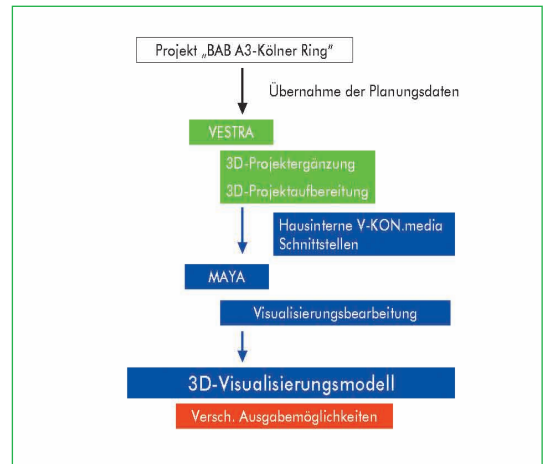 Projekt „BAB A3-Kölner Ring"
Übernahme der Planungsdaten
VESTRA
3D-Projektergänzung
3D-Projektaufbereitung
Hausinterne V-KON.media
Schnittstellen
MAYA
Visualisierungsbearbeitung
3D-Visualisierungsmodell
Versch. Ausgabemöglichkeiten